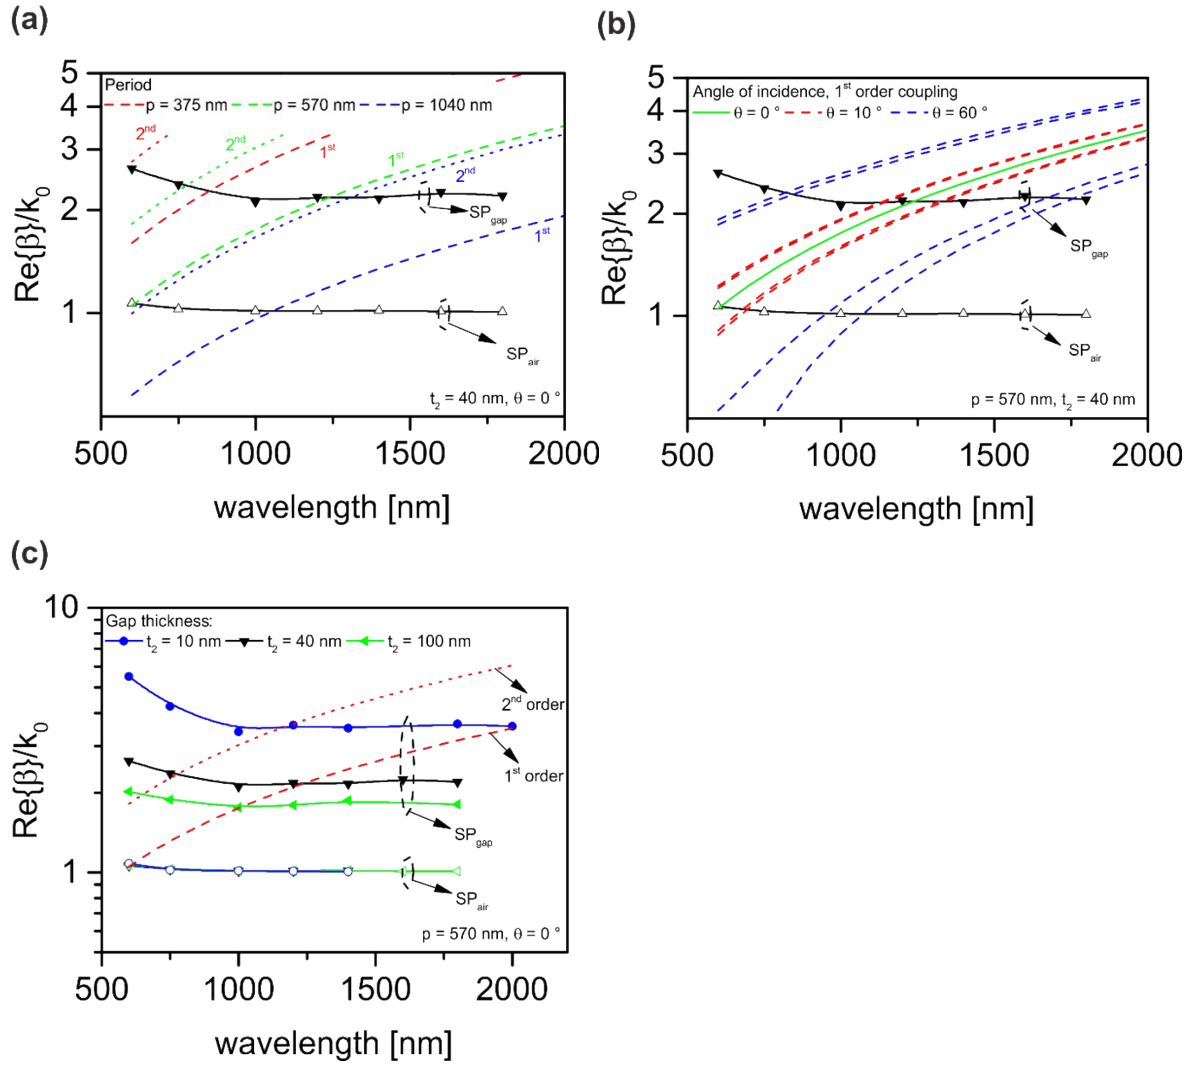 (a)
5
4
3
2
1
Re{β}/k0
Period
p = 375 nm p = 570 nm p = 1040 nm
2nd
2nd
1st
1st
2nd
1st
SPgap
SPair
t2 = 40 nm, θ = 0 °
500 1000 1500 2000
wavelength [nm]
(b)
5
4
3
2
1
Re{β}/k0
Angle of incidence, 1st order coupling
θ = 0 ° θ = 10 ° θ = 60 °
SPgap
SPair
p = 570 nm, t2 = 40 nm
500 1000 1500 2000
wavelength [nm]
(c)
10
1
Re{β}/k0
Gap thickness:
t2 = 10 nm t2 = 40 nm t2 = 100 nm
2nd order
1st order
SPgap
SPair
p = 570 nm, θ = 0 °
500 1000 1500 2000
wavelength [nm]